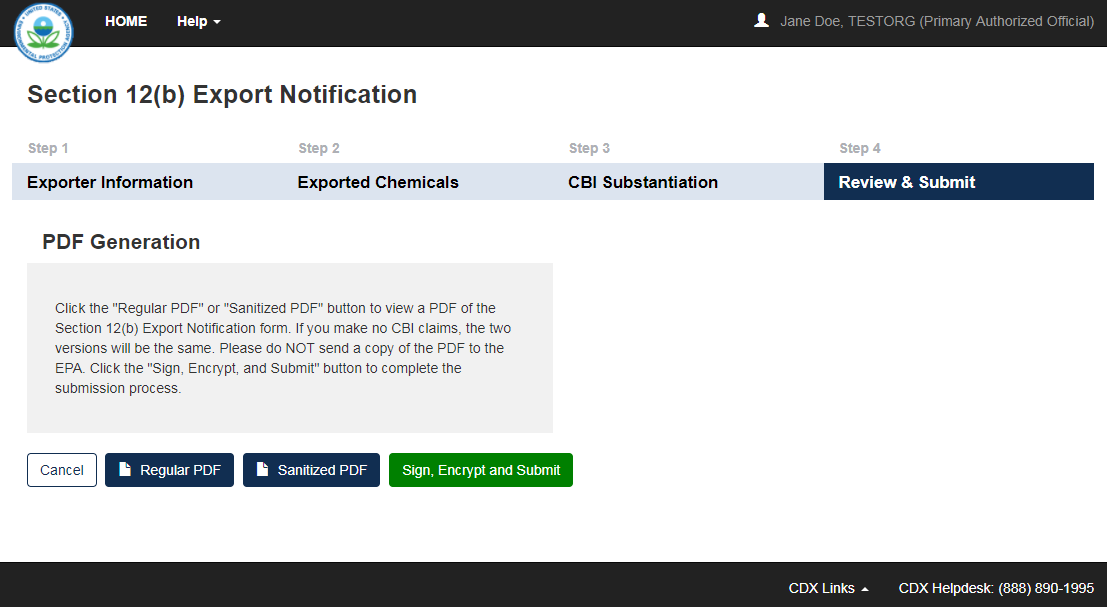 HOME Help
Jane Doe, TESTORG (Primary Authorized Official)
UNITED STATES
ENVIRONMENTAL PROTECTION AGENCY
Section 12(b) Export Notification
Step 1 Step 2 Step 3 Step 4
Exporter Information Exported Chemicals CBI Substantiation Review & Submit
PDF Generation
Click the "Regular PDF" or "Sanitized PDF" button to view a PDF of the
Section 12(b) Export Notification form. If you make no CBI claims, the two
versions will be the same. Please do NOT send a copy of the PDF to the
EPA. Click the "Sign, Encrypt, and Submit" button to complete the
submission process.
Cancel Regular PDF Sanitized PDF Sign, Encrypt and Submit
CDX Links CDX Helpdesk: (888) 890-1995